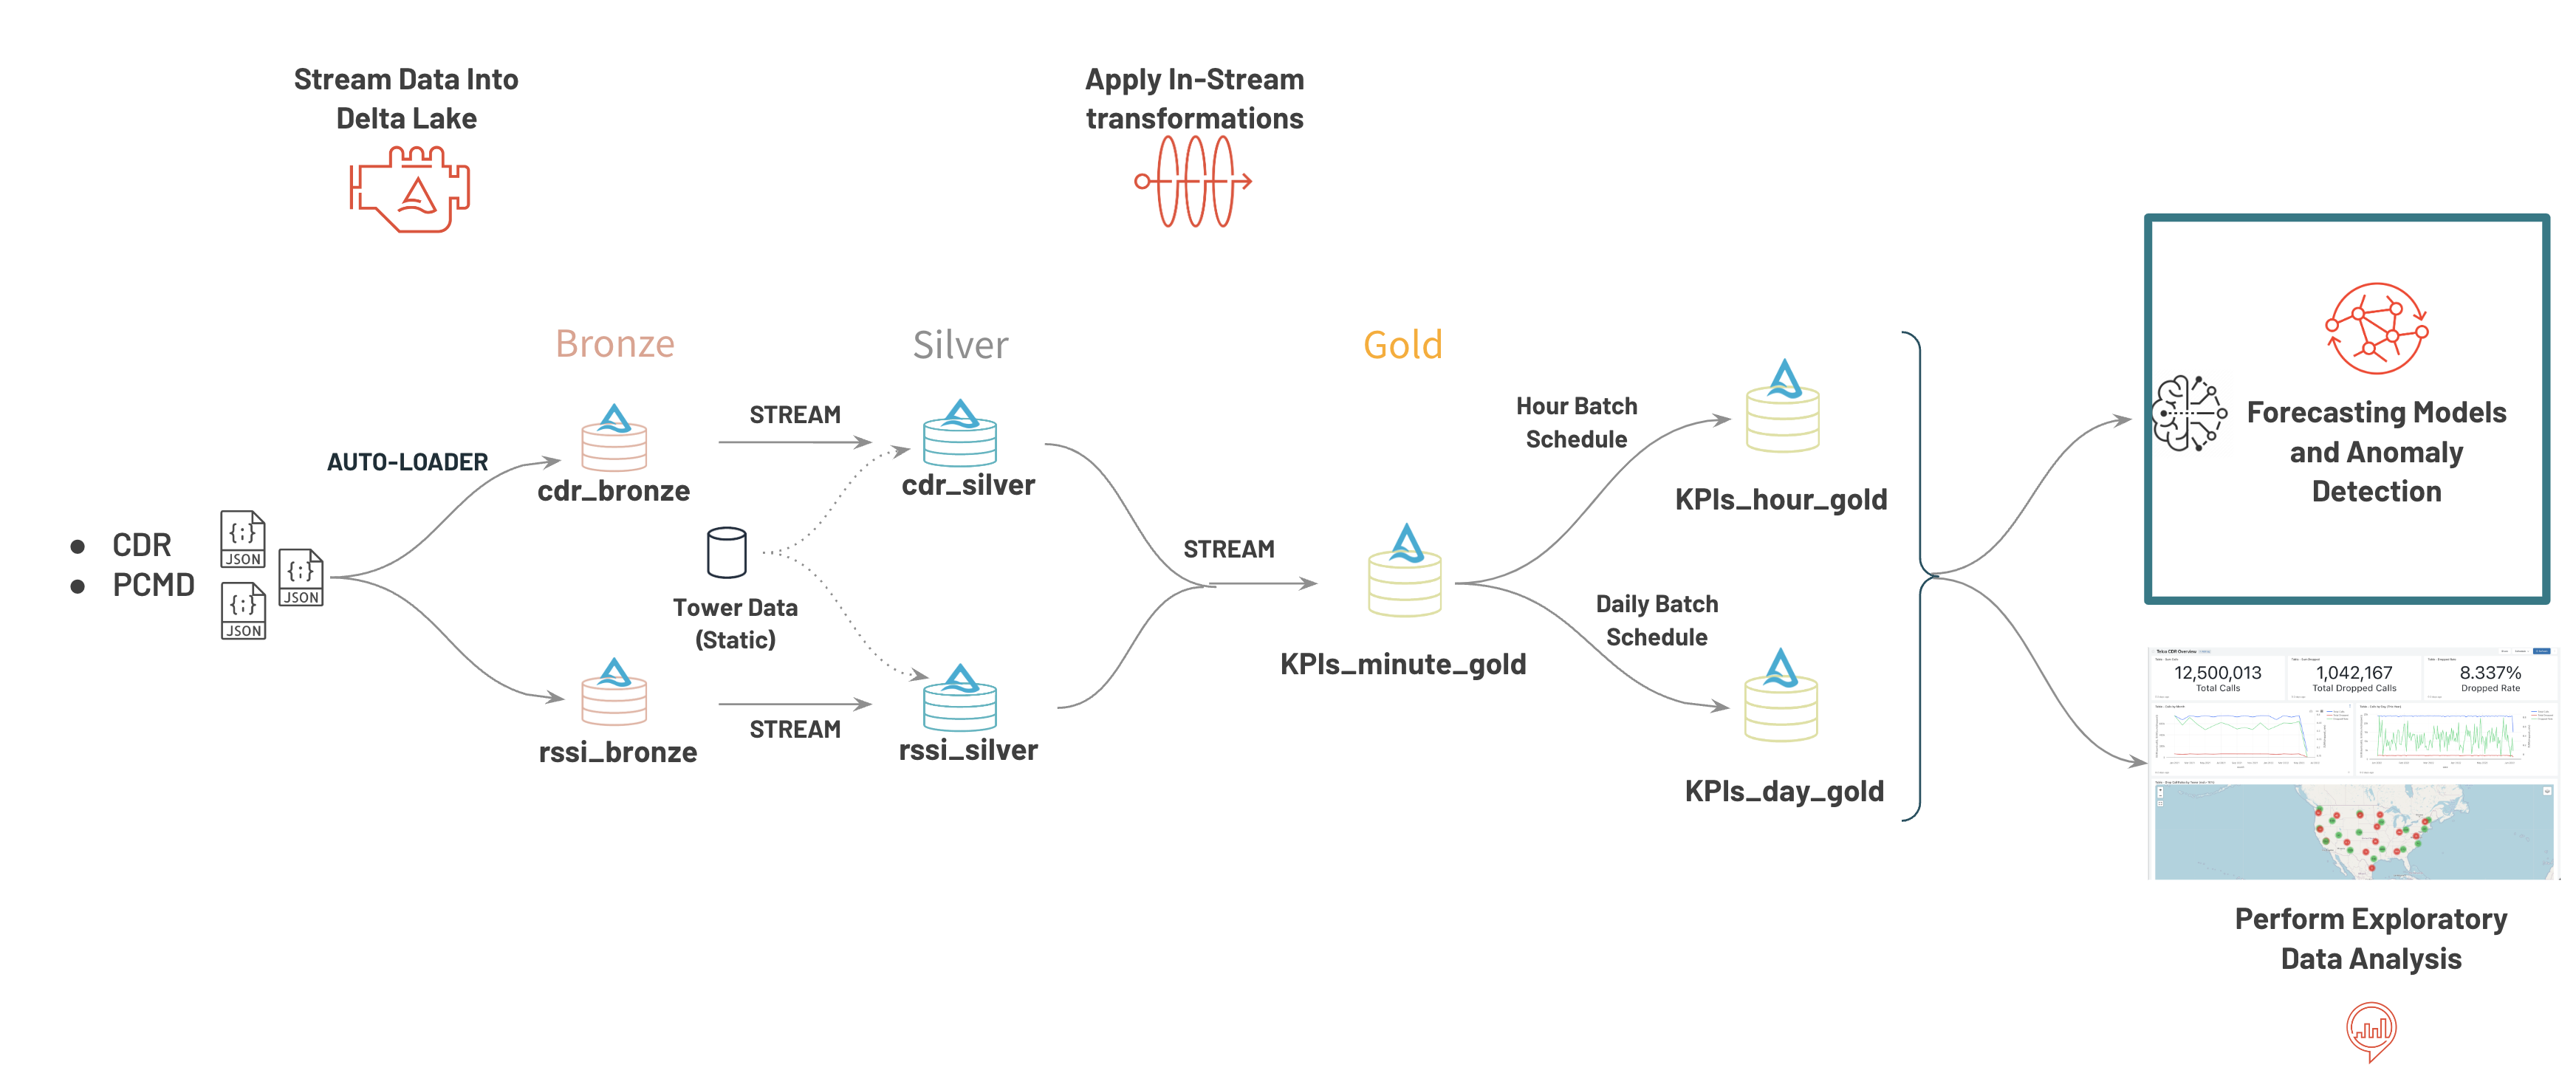 Stream Data Into
Delta Lake
Apply In-Stream
transformations
Bronze
Silver
Gold
AUTO-LOADER
STREAM
cdr_bronze
cdr_silver
CDR
PCMD
{;}
JSON
{;}
JSON
{;}
JSON
Tower Data
(Static)
STREAM
rssi_bronze
rssi_silver
STREAM
KPIs_minute_gold
Hour Batch
Schedule
KPIs_hour_gold
Daily Batch
Schedule
KPIs_day_gold
Forecasting Models
and Anomaly
Detection
Telco CDR Overview
12,500,013
Total Calls
1,042,167
Total Dropped Calls
8.337%
Dropped Rate
Perform Exploratory
Data Analysis